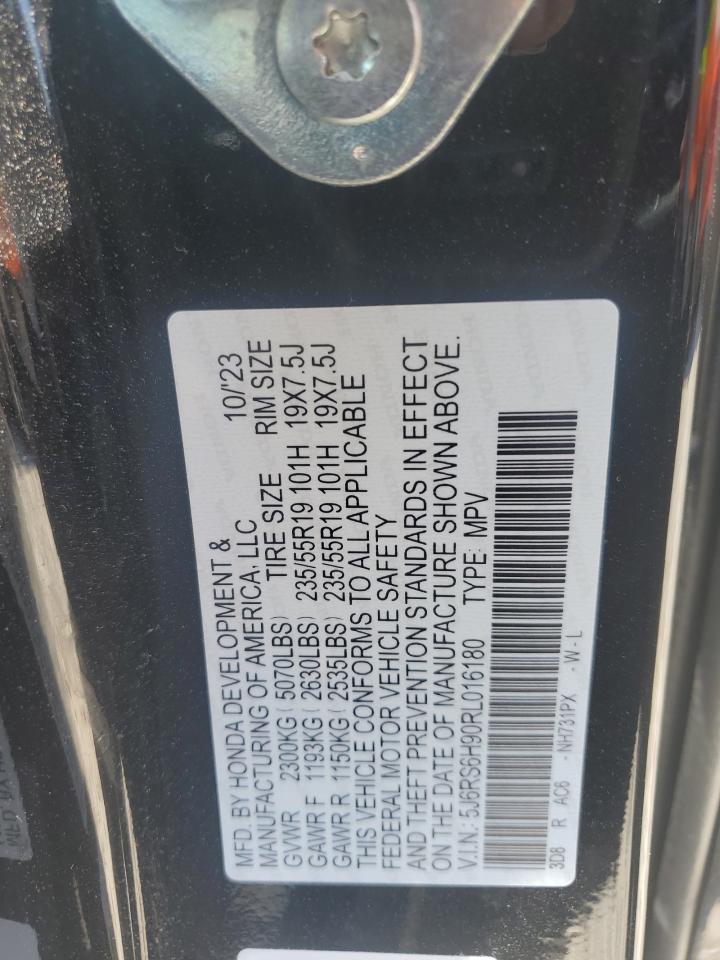 MFD. BY HONDA DEVELOPMENT & 10/'23
MANUFACTURING OF AMERICA, LLC
TIRE SIZE RIM SIZE
GVWR 2300KG ( 5070LBS)
GAWR F 1193KG ( 2630LBS) 235/55R19 101H 19X7.5J
GAWR R 1150KG ( 2535LBS) 235/55R19 101H 19X7.5J
THIS VEHICLE CONFORMS TO ALL APPLICABLE
FEDERAL MOTOR VEHICLE SAFETY
AND THEFT PREVENTION STANDARDS IN EFFECT
ON THE DATE OF MANUFACTURE SHOWN ABOVE.
V.I.N.: 5J6RS6H90RL016180 TYPE: MPV
3D8 R AC6 -NH731PX -W-L